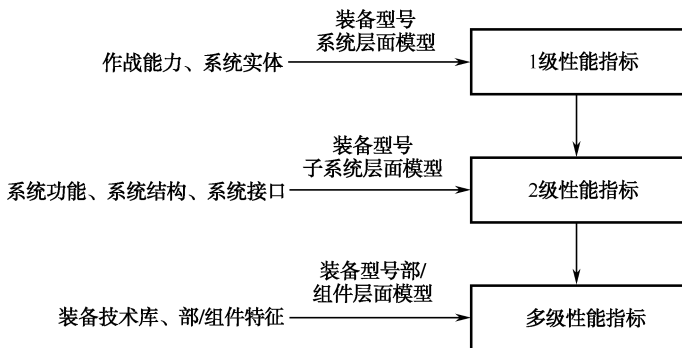 装备型号
系统层面模型
作战能力、系统实体
1级性能指标
装备型号
子系统层面模型
系统功能、系统结构、系统接口
2级性能指标
装备型号部/
组件层面模型
装备技术库、部/组件特征
多级性能指标